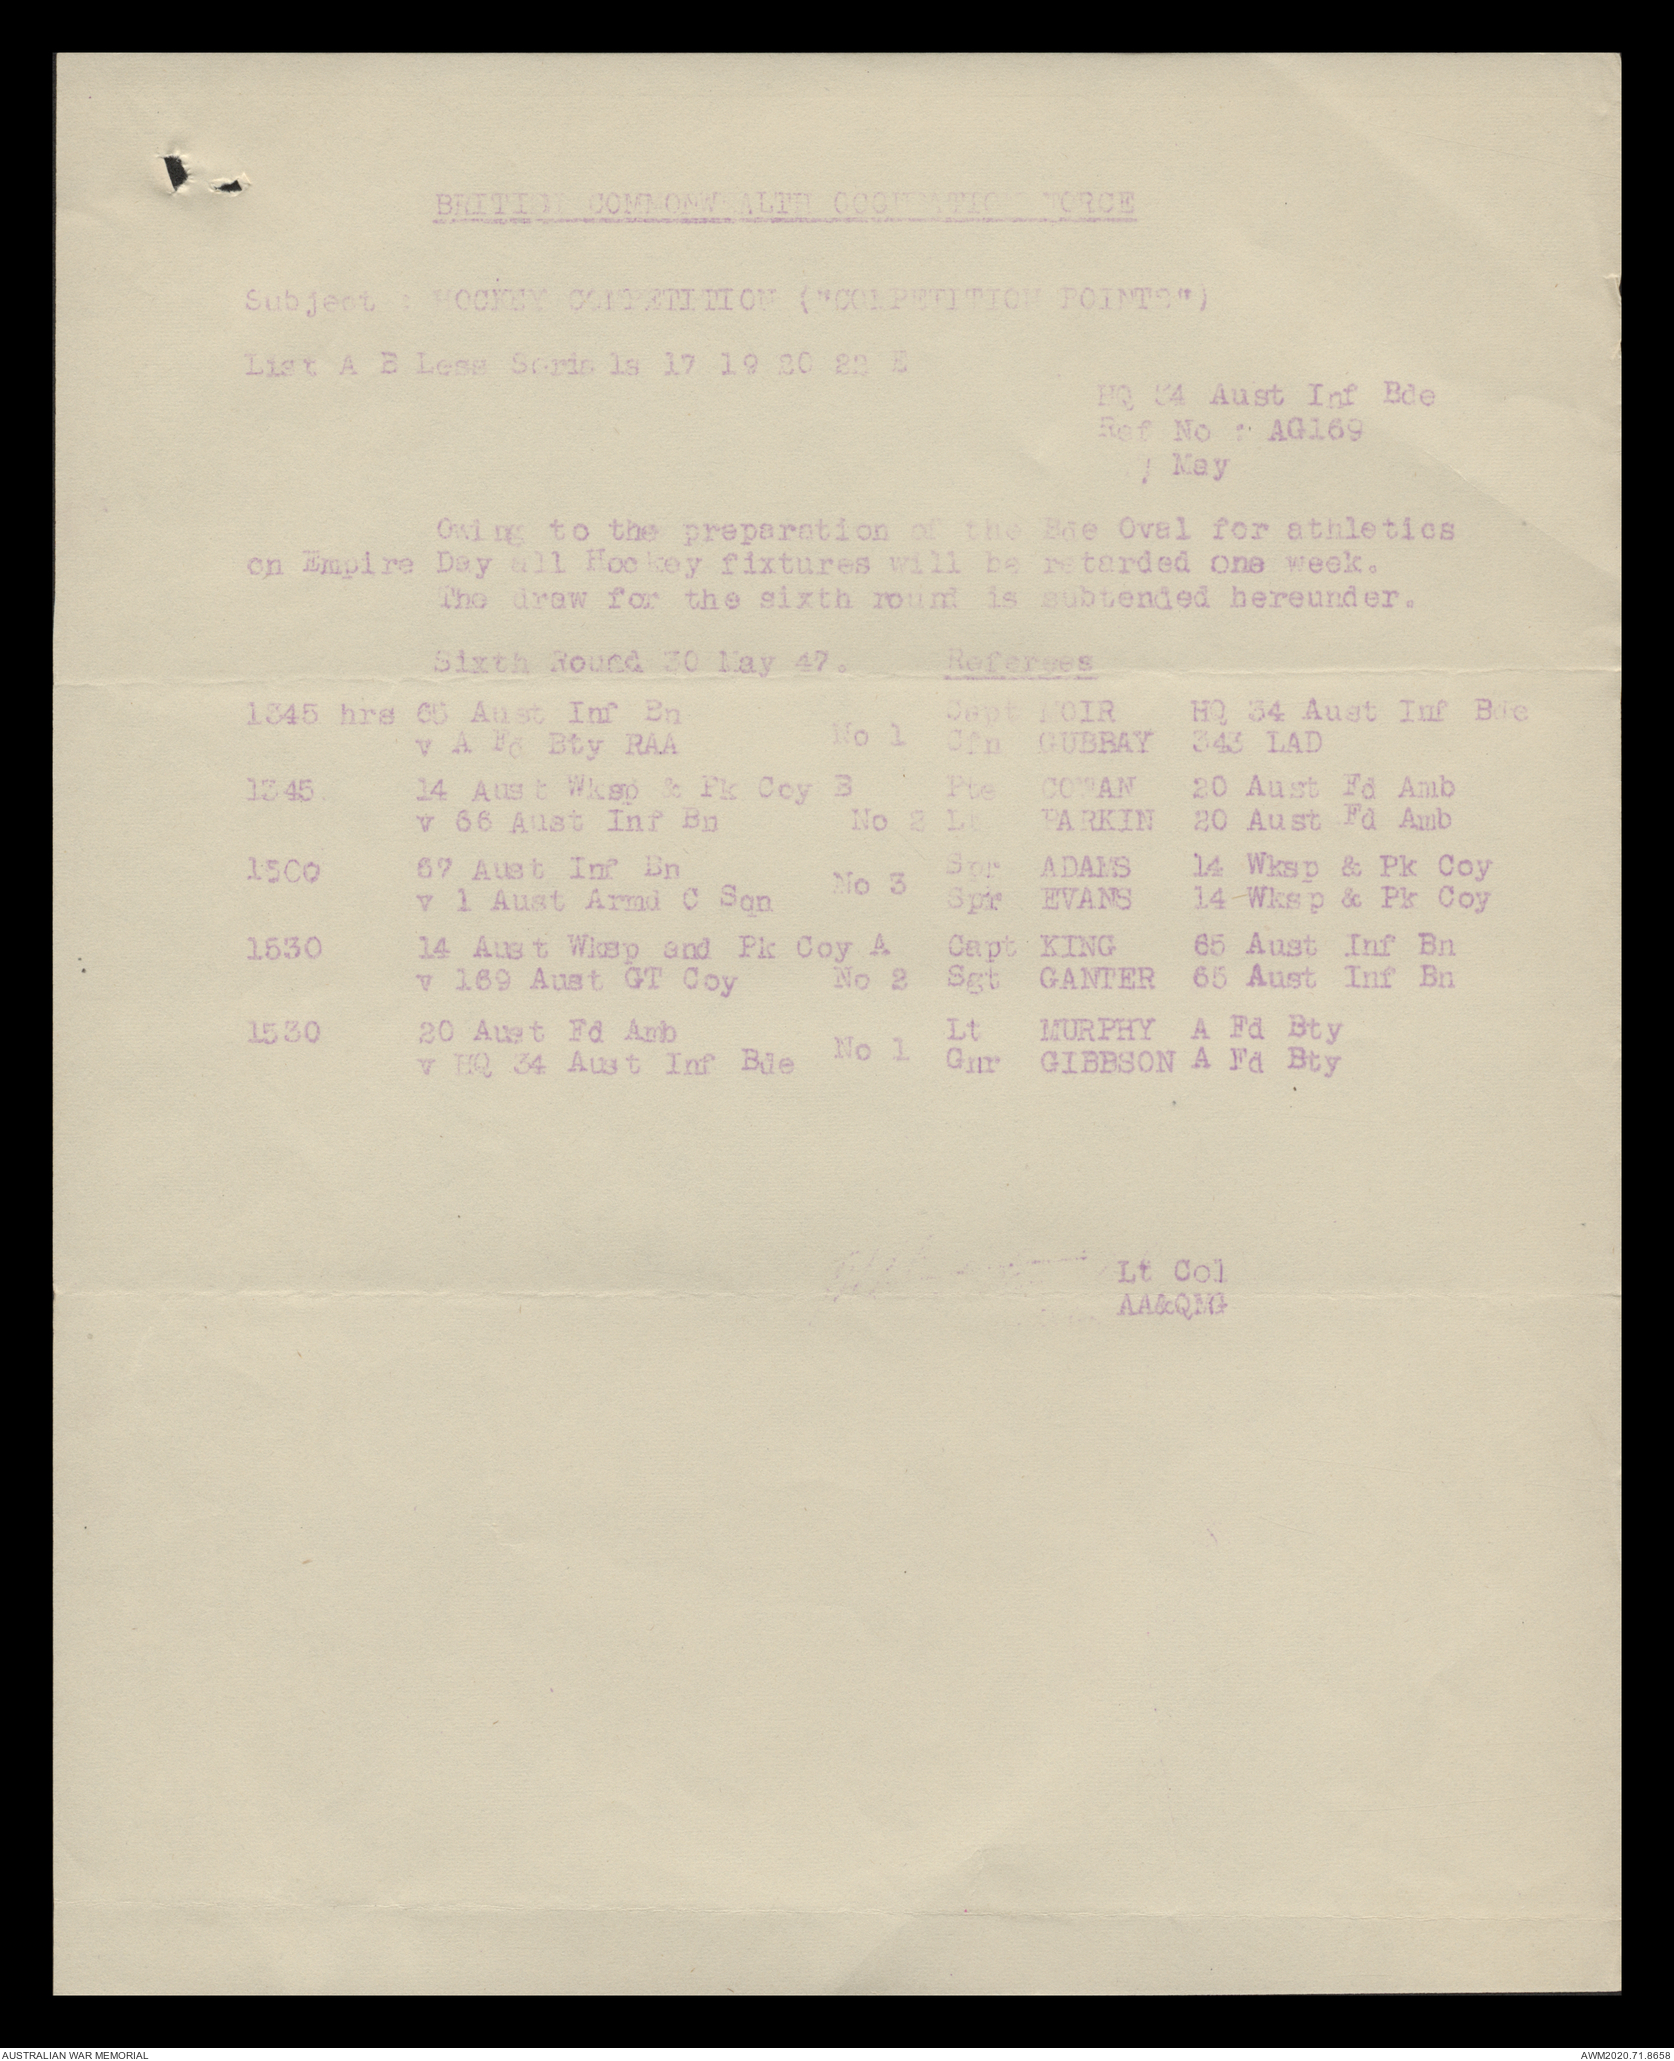 BRITISH COMMONWEALTH OCCUPATION FORCE
Subject : HOCKEY COMPETITION ("COMPETITION POINTS")
List A B Less Serials 17 19 20 22 E
HQ 34 Aust Inf Bde
Ref No : AG169
May
Owing to the preparation of the Bde Oval for athletics
on Empire Day all Hockey fixtures will be retarded one week.
The draw for the sixth round is subtended hereunder.
Sixth Round 30 May 47. Referees
1345 hrs 65 Aust Inf Bn Capt MOIR HQ 34 Aust Inf Bde
v A Fd Bty RAA No 1 Cfn GUBBAY 343 LAD
1345. 14 Aust Wksp & Pk Coy B Pte COWAN 20 Aust Fd Amb
v 66 Aust Inf Bn No 2 Lt PARKIN 20 Aust Fd Amb
1500 67 Aust Inf Bn Spr ADAMS 14 Wksp & Pk Coy
v 1 Aust Armd C Sqn No 3 Spr EVANS 14 Wksp & Pk Coy
1530 14 Aust Wksp and Pk Coy A Capt KING 65 Aust Inf Bn
v 169 Aust GT Coy No 2 Sgt GANTER 65 Aust Inf Bn
1530 20 Aust Fd Amb Lt MURPHY A Fd Bty
v HQ 34 Aust Inf Bde No 1 Gnr GIBBSON A Fd Bty
Lt Col
AA&QMG
AUSTRALIAN WAR MEMORIAL AWM2020.71.8658